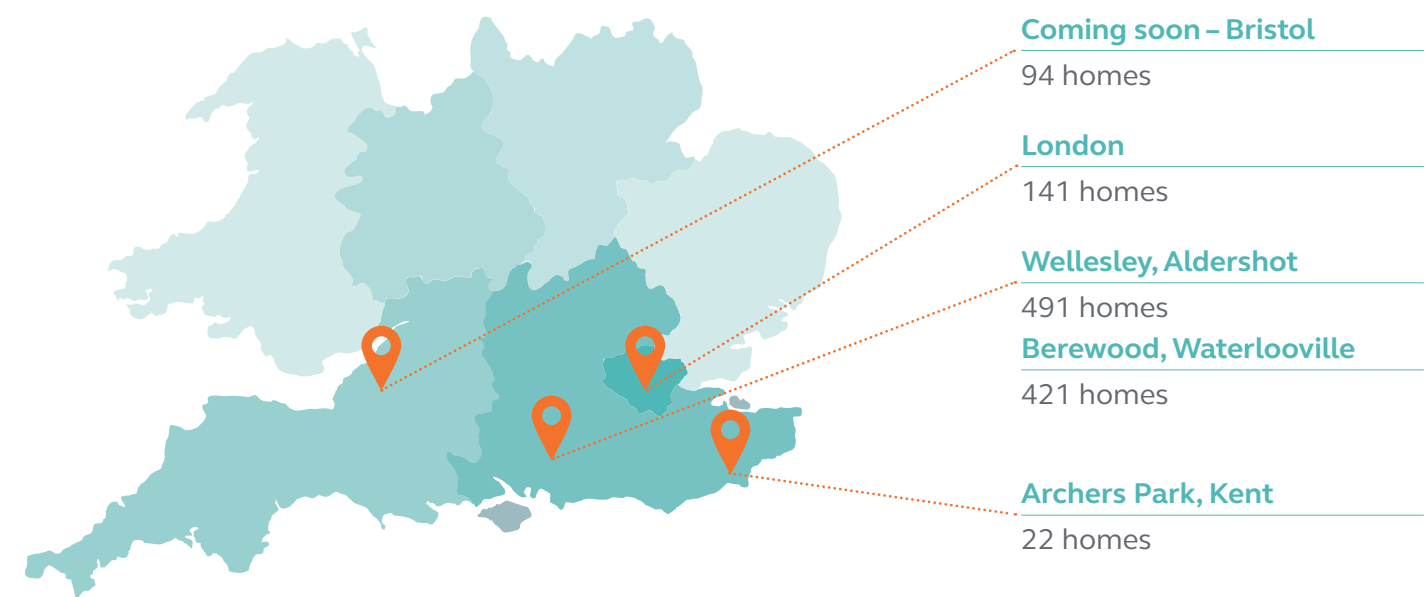 Coming soon – Bristol
94 homes
London
141 homes
Wellesley, Aldershot
491 homes
Berewood, Waterlooville
421 homes
Archers Park, Kent
22 homes